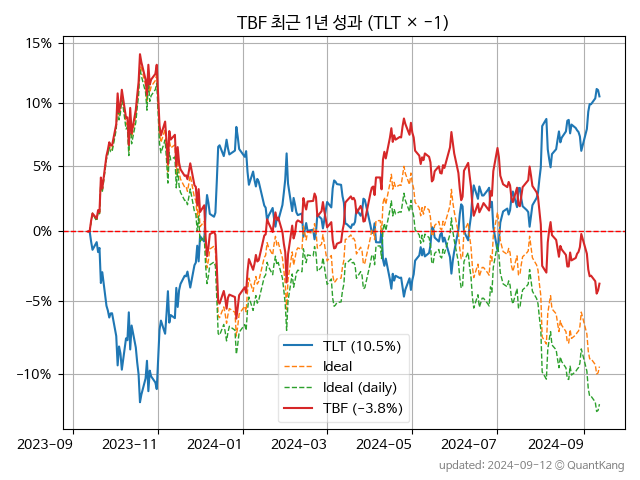 TBF 최근 1년 성과 (TLT × −1)
15%
10%
5%
0%
−5%
−10%
TLT (10.5%)
Ideal
Ideal (daily)
TBF (−3.8%)
2023-09
2023-11
2024-01
2024-03
2024-05
2024-07
2024-09
updated: 2024-09-12 © QuantKang